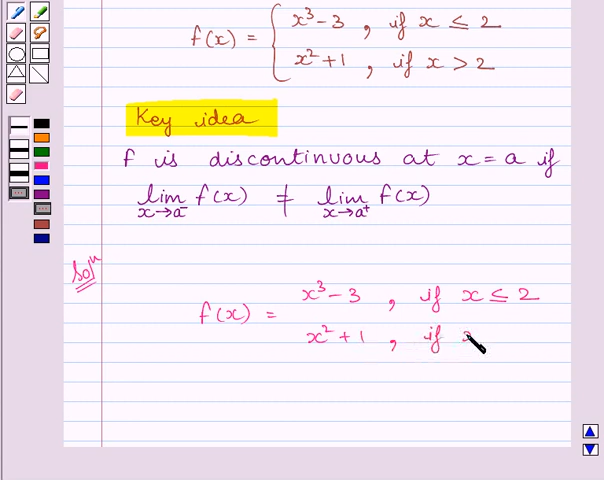 f(x) = { x³ - 3 , if x ≤ 2
x² + 1 , if x > 2
Key idea
f is discontinuous at x = a if
lim x→a⁻ f(x) ≠ lim x→a⁺ f(x)
Solⁿ
f(x) = x³ - 3 , if x ≤ 2
x² + 1 , if x